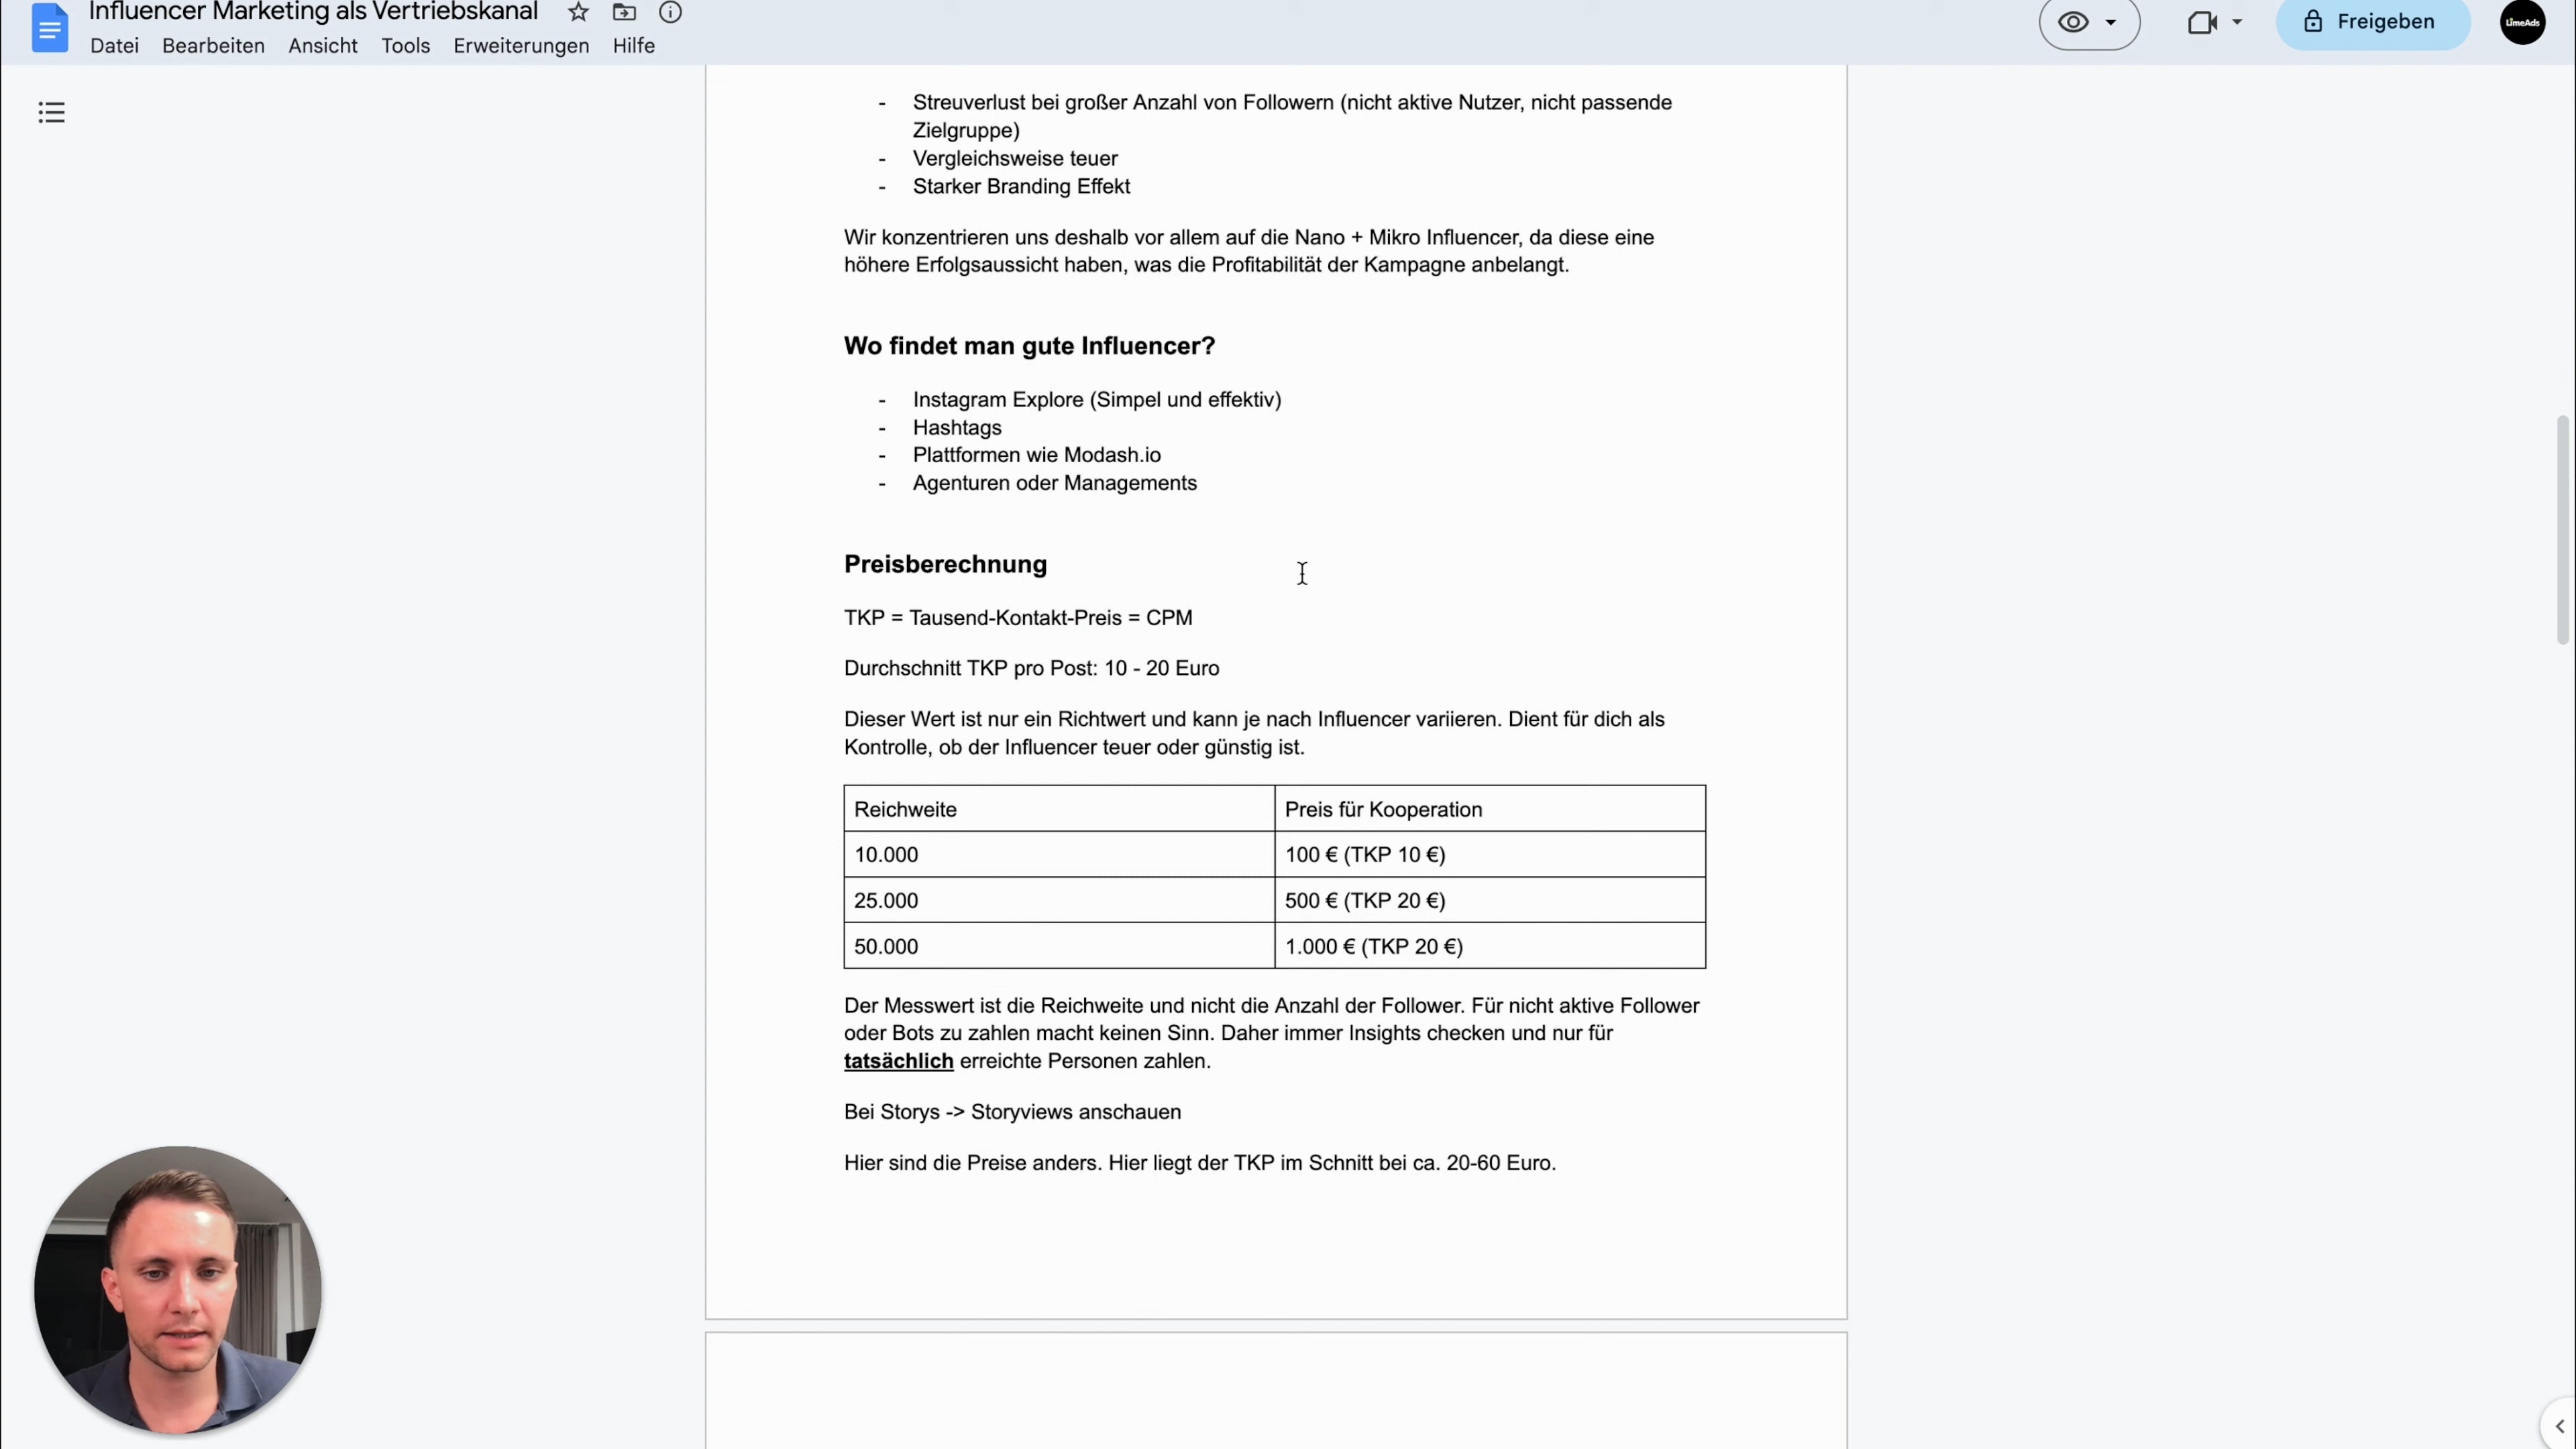 Influencer Marketing als Vertriebskanal
Datei Bearbeiten Ansicht Tools Erweiterungen Hilfe
Freigeben
LimeAds
- Streuverlust bei großer Anzahl von Followern (nicht aktive Nutzer, nicht passende
Zielgruppe)
- Vergleichsweise teuer
- Starker Branding Effekt
Wir konzentrieren uns deshalb vor allem auf die Nano + Mikro Influencer, da diese eine
höhere Erfolgsaussicht haben, was die Profitabilität der Kampagne anbelangt.
Wo findet man gute Influencer?
- Instagram Explore (Simpel und effektiv)
- Hashtags
- Plattformen wie Modash.io
- Agenturen oder Managements
Preisberechnung
TKP = Tausend-Kontakt-Preis = CPM
Durchschnitt TKP pro Post: 10 - 20 Euro
Dieser Wert ist nur ein Richtwert und kann je nach Influencer variieren. Dient für dich als
Kontrolle, ob der Influencer teuer oder günstig ist.
Reichweite Preis für Kooperation
10.000 100 € (TKP 10 €)
25.000 500 € (TKP 20 €)
50.000 1.000 € (TKP 20 €)
Der Messwert ist die Reichweite und nicht die Anzahl der Follower. Für nicht aktive Follower
oder Bots zu zahlen macht keinen Sinn. Daher immer Insights checken und nur für
tatsächlich erreichte Personen zahlen.
Bei Storys -> Storyviews anschauen
Hier sind die Preise anders. Hier liegt der TKP im Schnitt bei ca. 20-60 Euro.